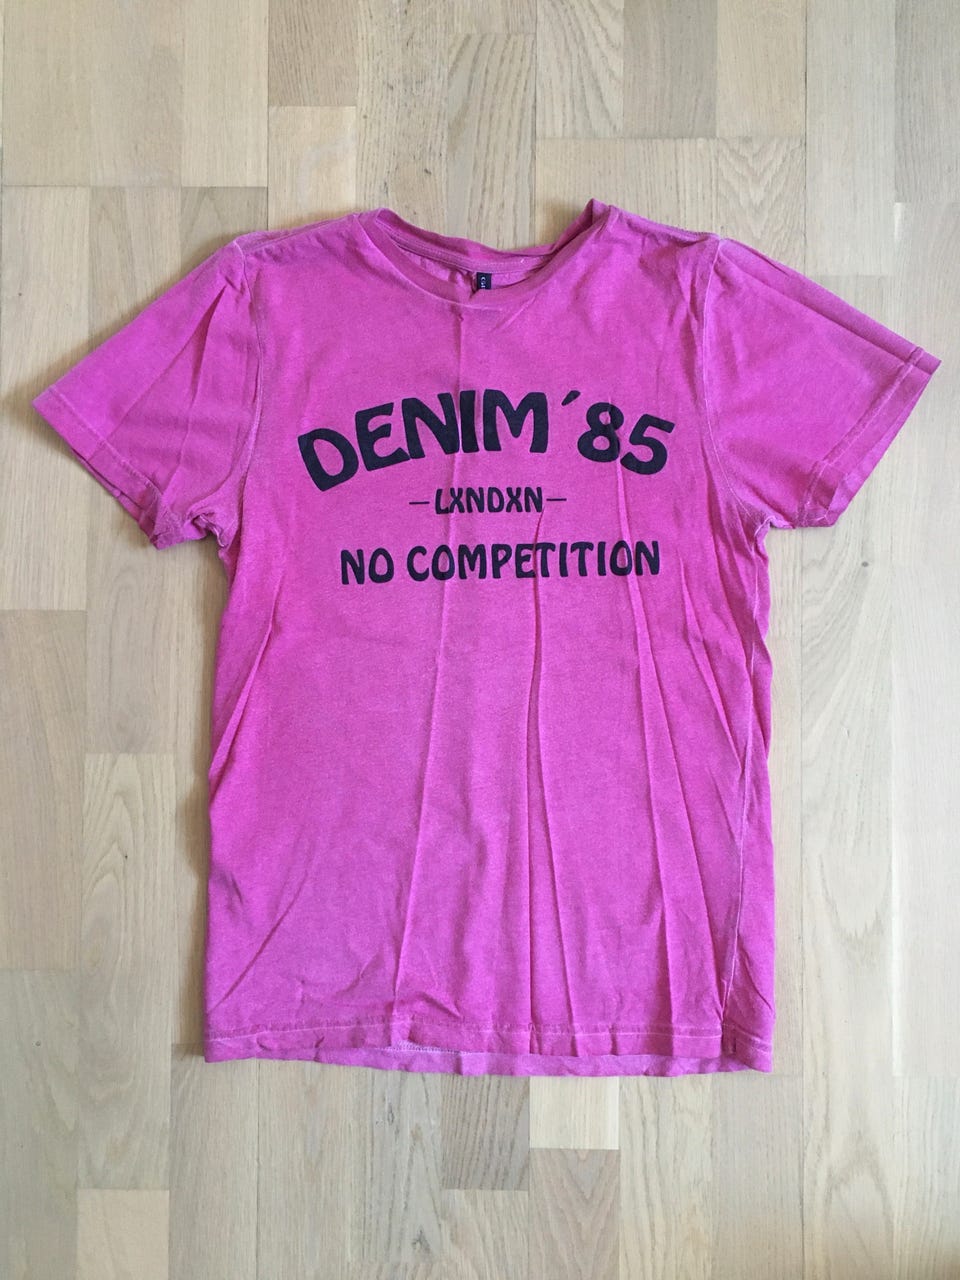 DENIM ´85
-LXNDXN-
NO COMPETITION